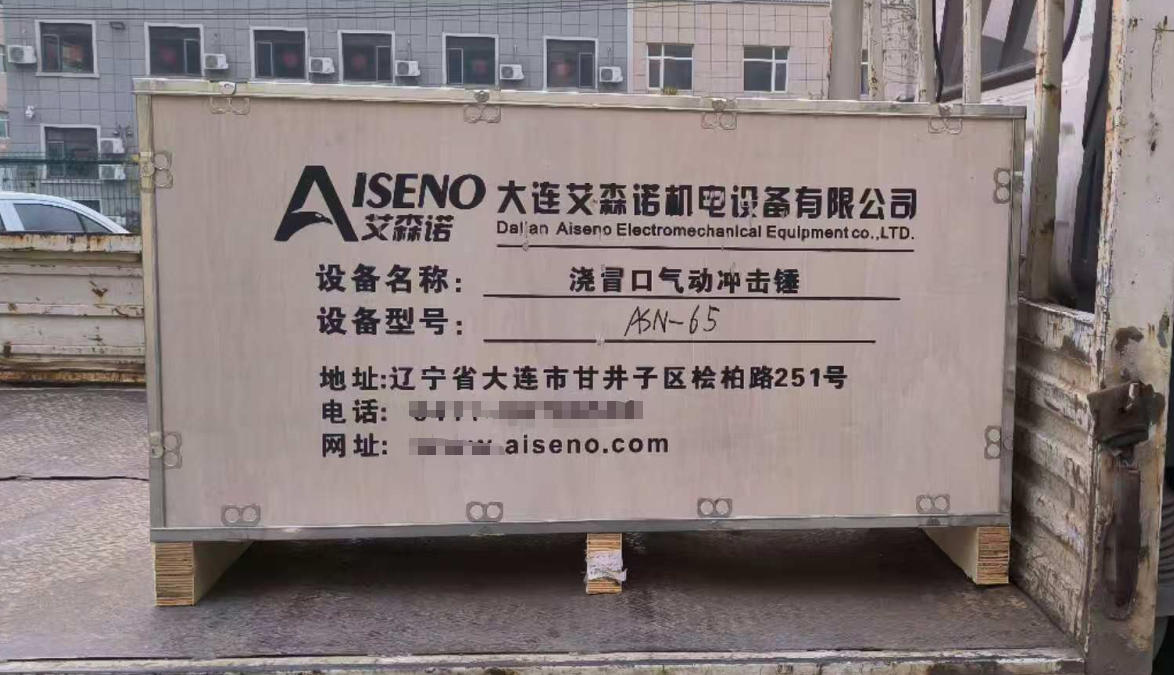 AISENO
艾森诺
大连艾森诺机电设备有限公司
Dalian Aiseno Electromechanical Equipment co.,LTD.
设备名称: 浇冒口气动冲击锤
设备型号: ASN-65
地址:辽宁省大连市甘井子区桧柏路251号
电话:
网址: .aiseno.com